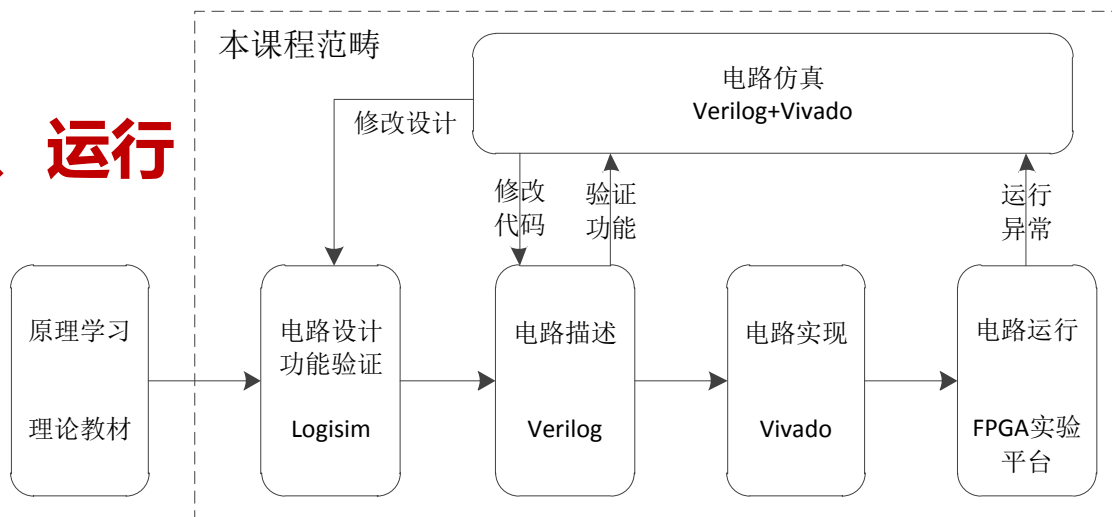 本课程范畴
电路仿真
Verilog+Vivado
、运行
修改设计
修改
代码
验证
功能
运行
异常
原理学习
理论教材
电路设计
功能验证
Logisim
电路描述
Verilog
电路实现
Vivado
电路运行
FPGA实验
平台